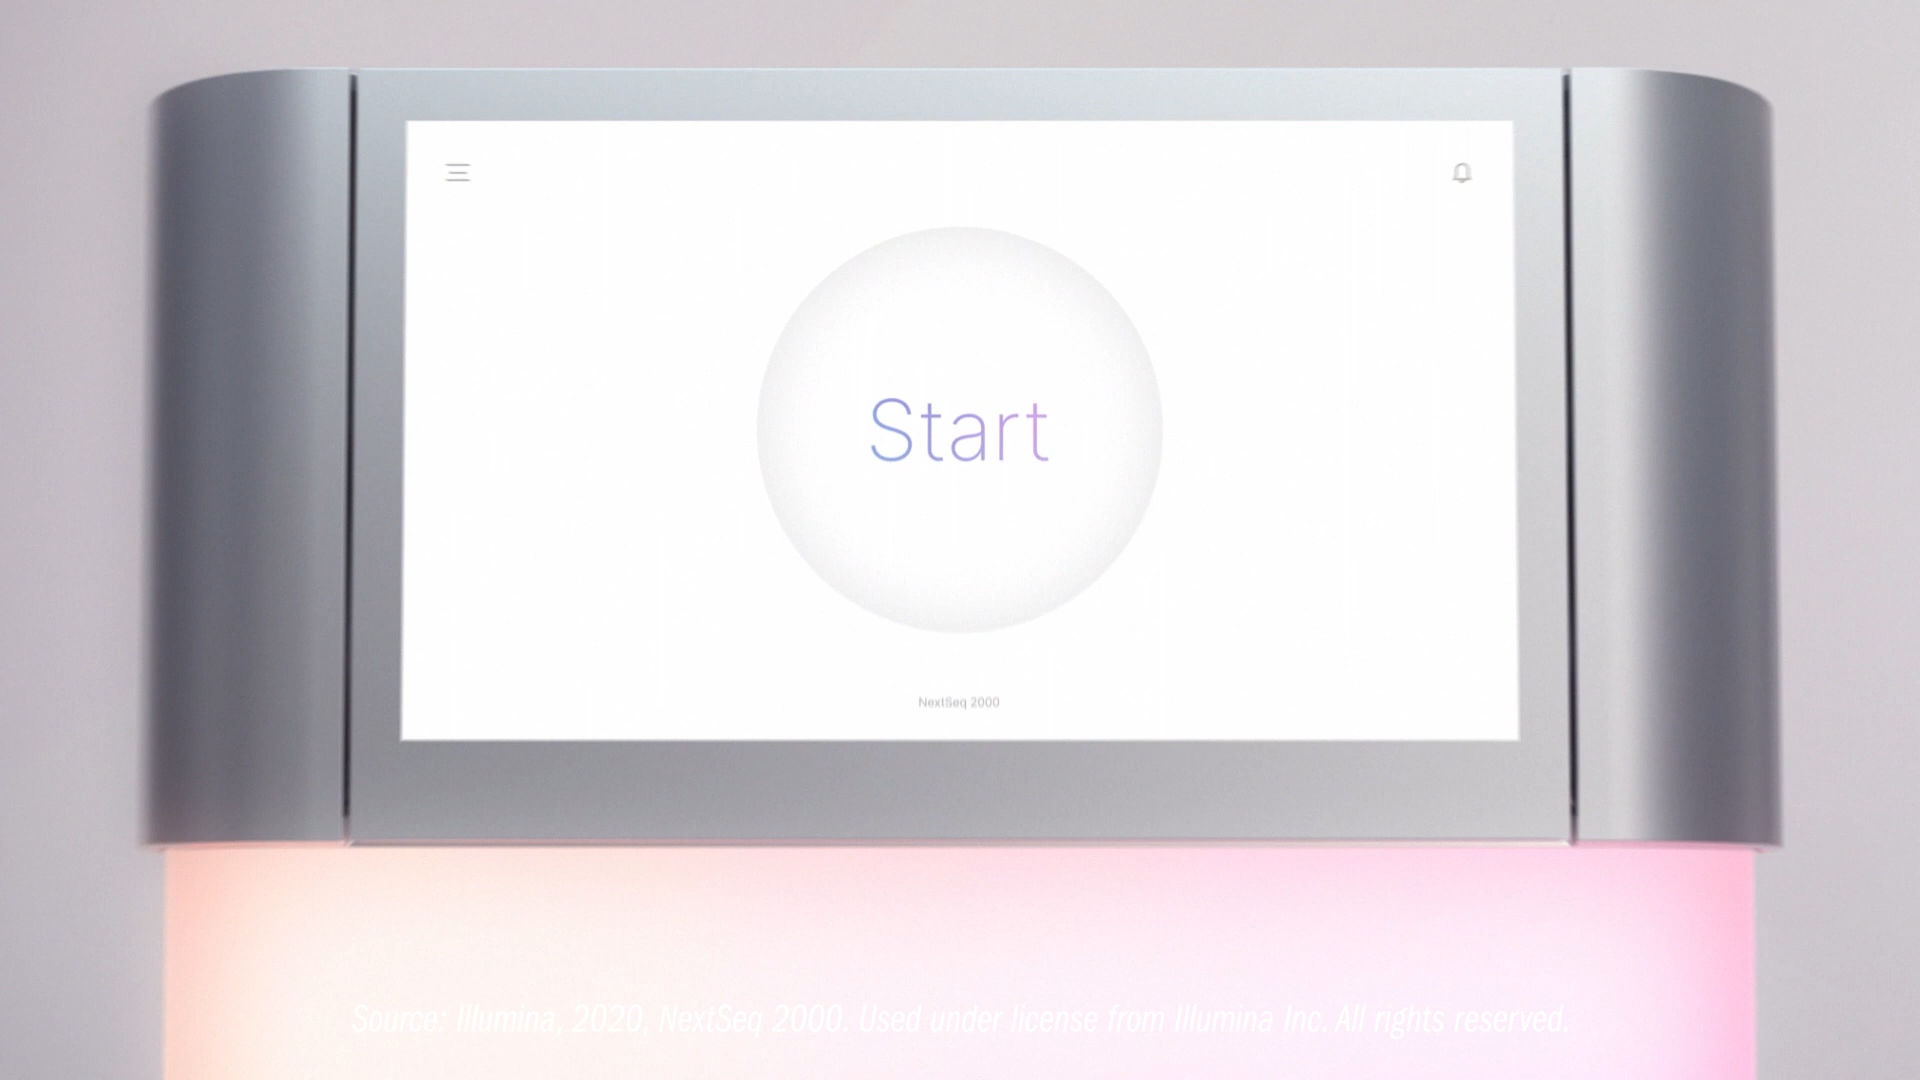 Start
NextSeq 2000
Source: Illumina, 2020, NextSeq 2000. Used under license from Illumina Inc. All rights reserved.